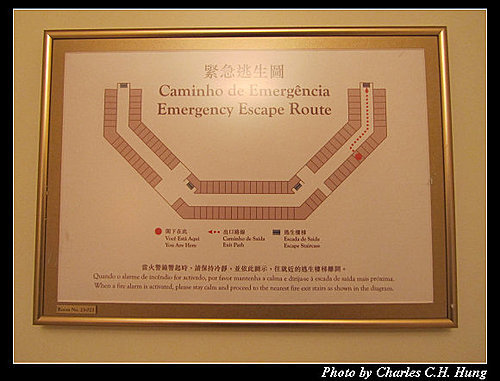 緊急逃生圖
Caminho de Emergência
Emergency Escape Route
閣下在此
Você Está Aqui
You Are Here
出口路線
Caminho de Saída
Exit Path
逃生樓梯
Escada de Saída
Escape Staircase
當火警鐘響起時，請保持冷靜，並依此圖示，往就近的逃生樓梯離開。
Quando o alarme de incêndio for activado, por favor mantenha a calma e dirija-se à escada de saída mais próxima.
When a fire alarm is activated, please stay calm and proceed to the nearest fire exit stairs as shown in the diagram.
Room No.
Photo by Charles C.H. Hung